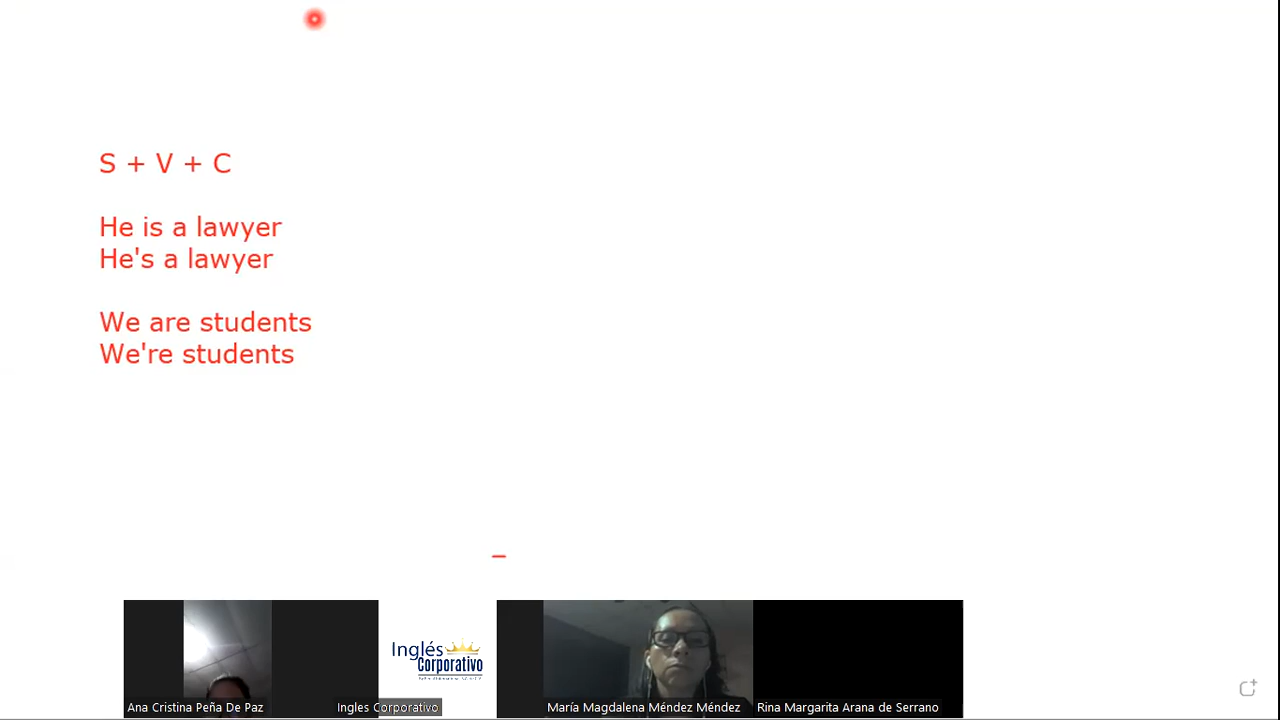 S + V + C
He is a lawyer
He's a lawyer
We are students
We're students
Inglés
Corporativo
Ana Cristina Peña De Paz
Ingles Corporativo
María Magdalena Méndez Méndez
Rina Margarita Arana de Serrano